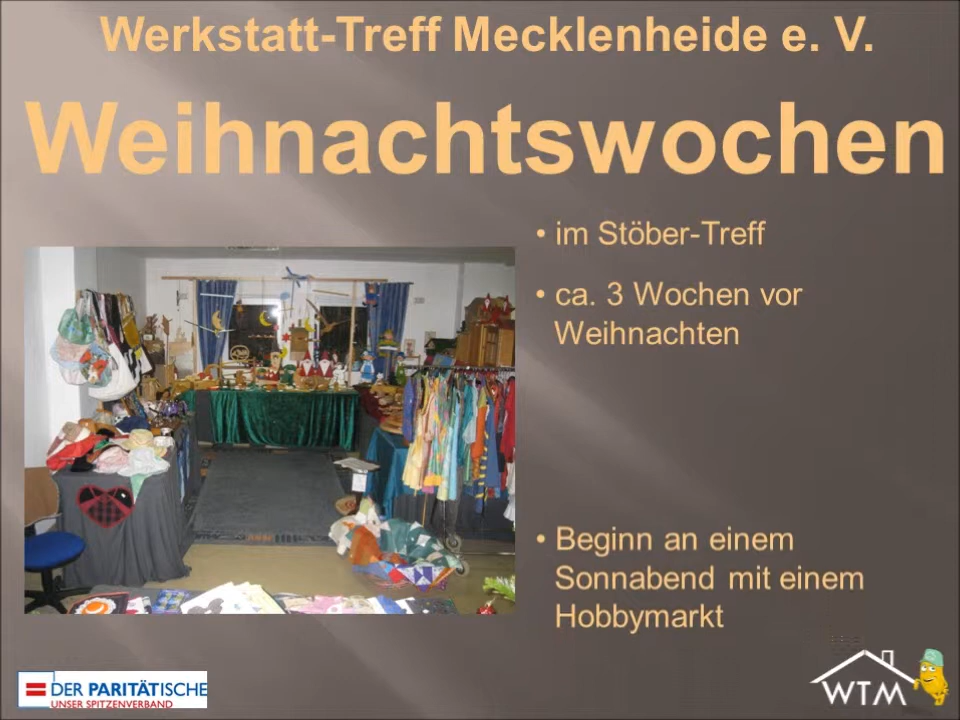 Werkstatt-Treff Mecklenheide e. V.
Weihnachtswochen
• im Stöber-Treff
• ca. 3 Wochen vor
Weihnachten
• Beginn an einem
Sonnabend mit einem
Hobbymarkt
DER PARITÄTISCHE
UNSER SPITZENVERBAND
WTM